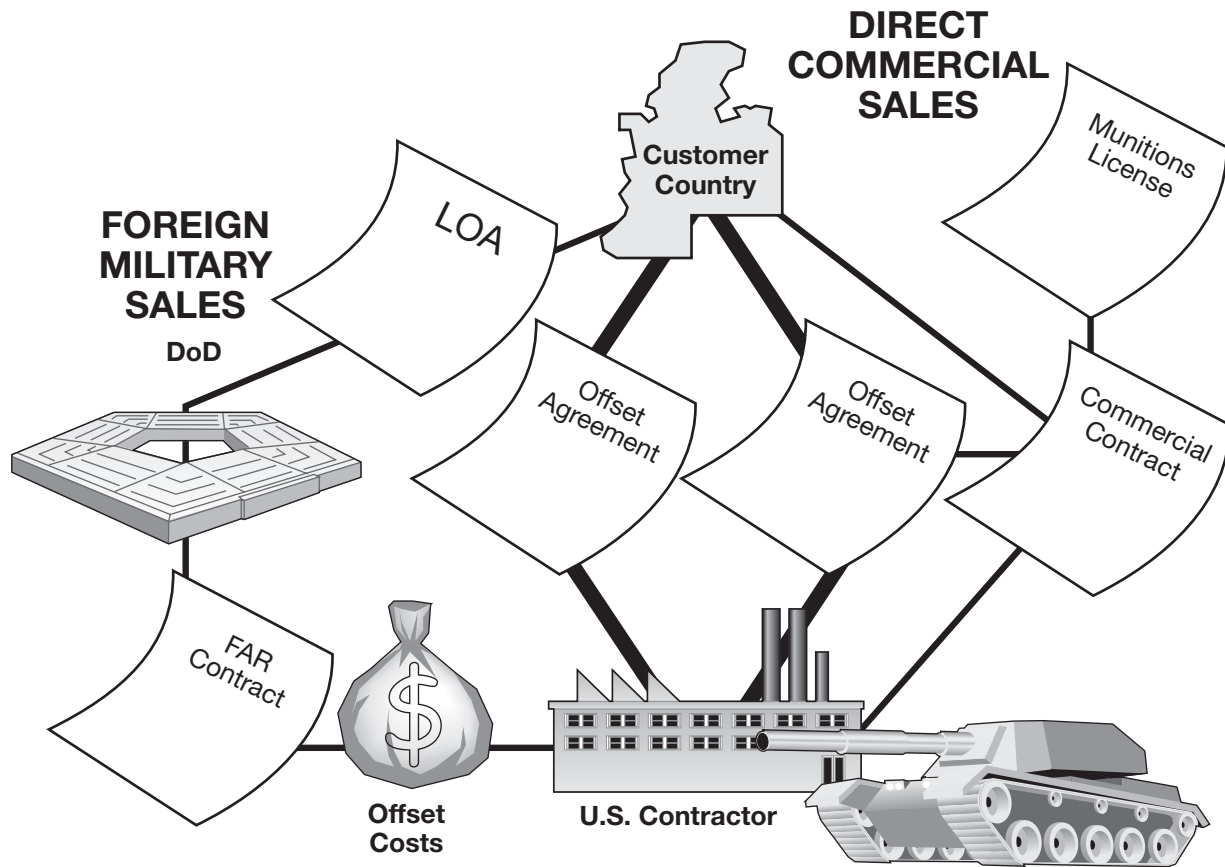 DIRECT
COMMERCIAL
SALES
Munitions
License
Customer
Country
LOA
FOREIGN
MILITARY
SALES
DoD
Offset
Agreement
Offset
Agreement
Commercial
Contract
FAR
Contract
$
Offset
Costs
U.S. Contractor